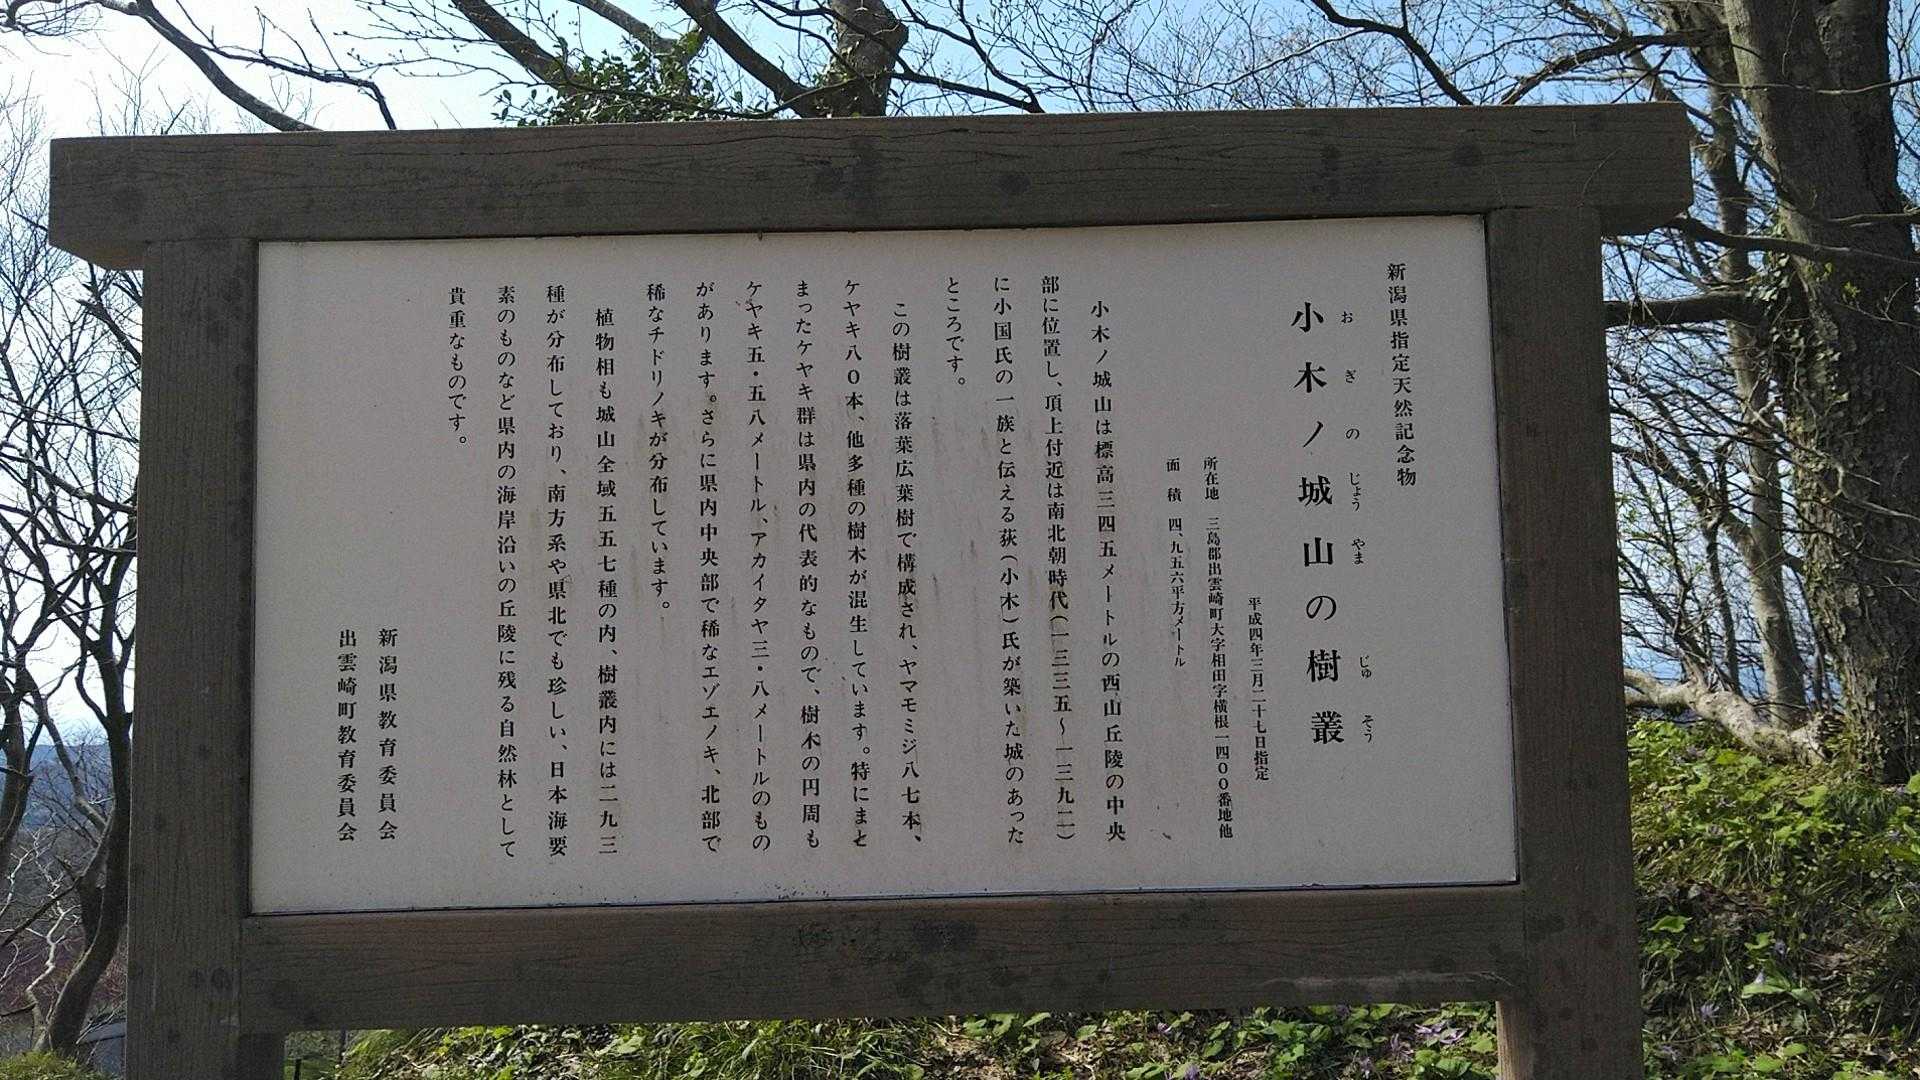 新潟県指定天然記念物
小木ノ城山の樹叢
おぎのじょうやまじゅそう
平成四年三月二十七日指定
所在地　三島郡出雲崎町大字相田字横根一四〇〇番地他
面　積　四、九五六平方メートル
小木ノ城山は標高三四五メートルの西山丘陵の中央
部に位置し、頂上付近は南北朝時代（一三三五～一三九二）
に小国氏の一族と伝える荻（小木）氏が築いた城のあった
ところです。
この樹叢は落葉広葉樹で構成され、ヤマモミジ八七本、
ケヤキ八〇本、他多種の樹木が混生しています。特にまと
まったケヤキ群は県内の代表的なもので、樹木の円周も
ケヤキ五・五八メートル、アカイタヤ三・八メートルのもの
があります。さらに県内中央部で稀なエゾエノキ、北部で
稀なチドリノキが分布しています。
植物相も城山全域五五七種の内、樹叢内には二九三
種が分布しており、南方系や県北でも珍しい、日本海要
素のものなど県内の海岸沿いの丘陵に残る自然林として
貴重なものです。
新潟県教育委員会
出雲崎町教育委員会